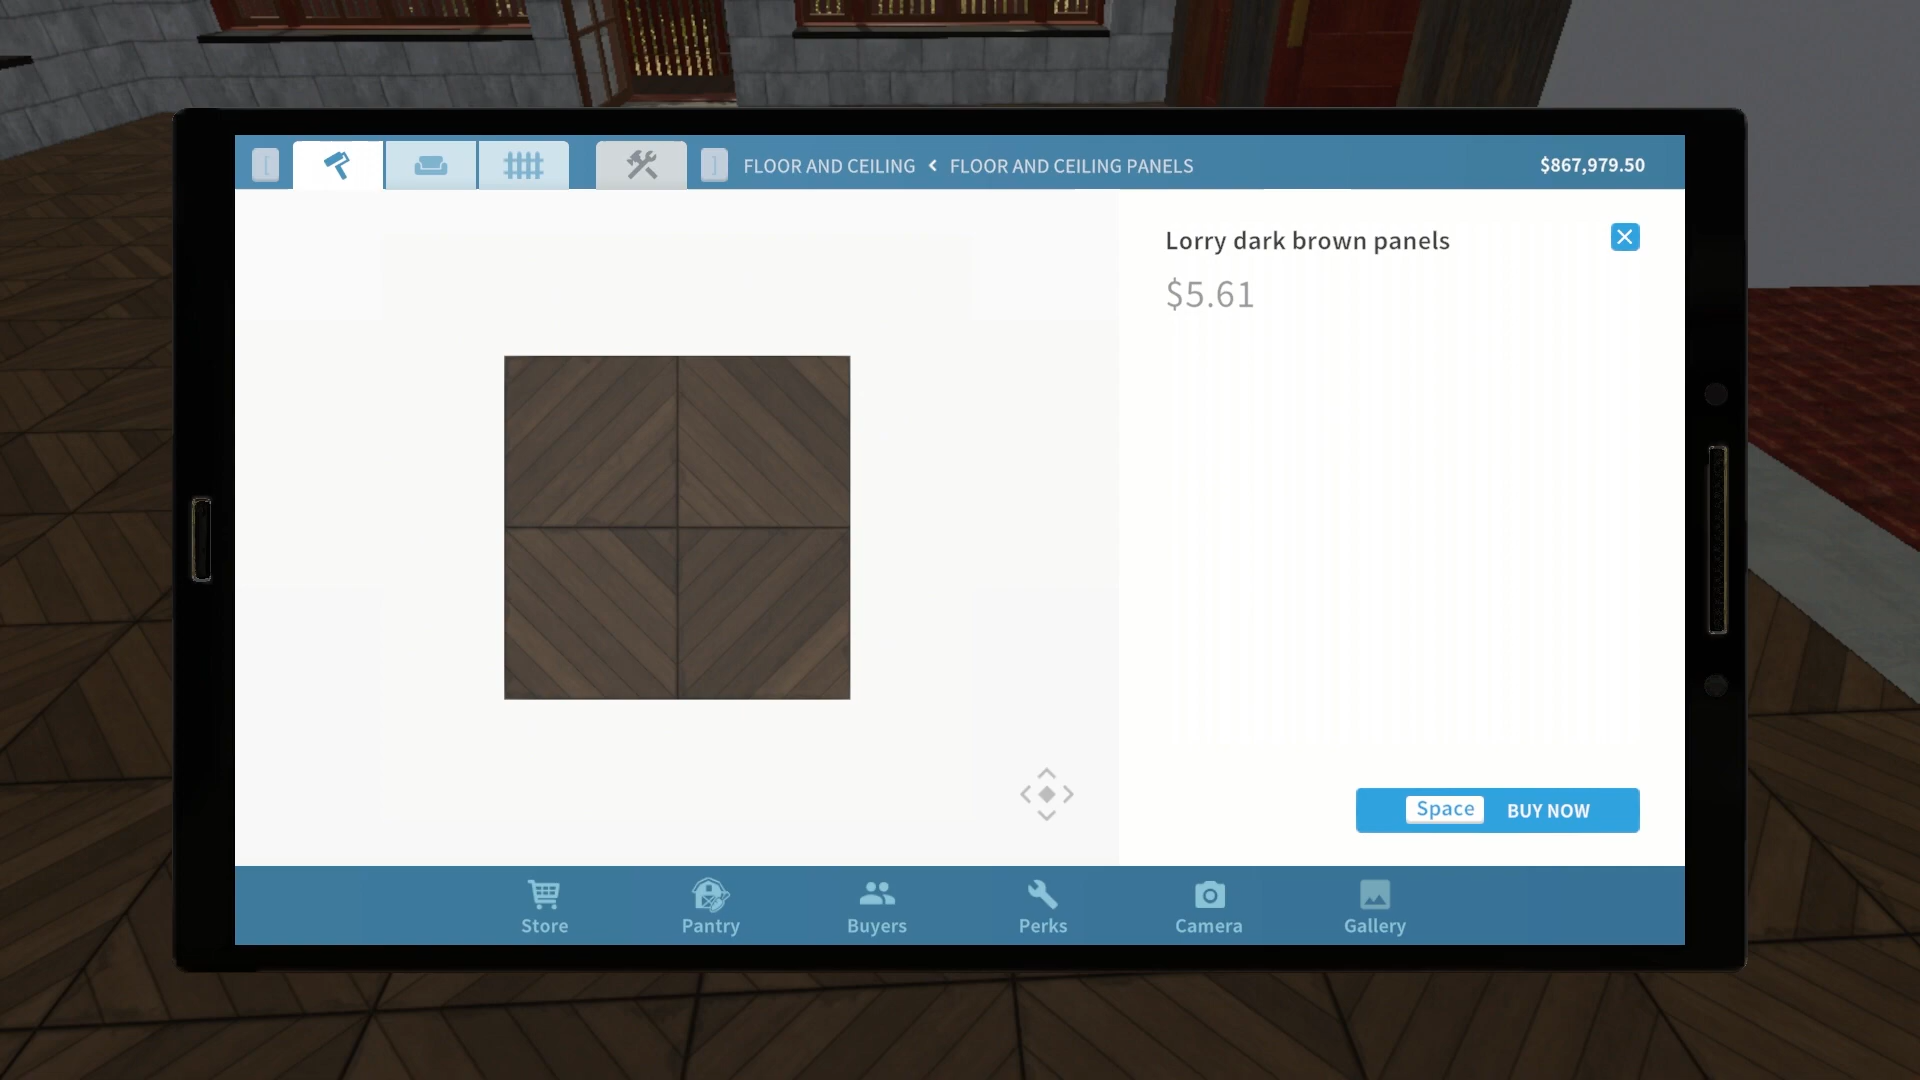 [
]
FLOOR AND CEILING < FLOOR AND CEILING PANELS
$867,979.50
Lorry dark brown panels
$5.61
Space BUY NOW
Store
Pantry
Buyers
Perks
Camera
Gallery